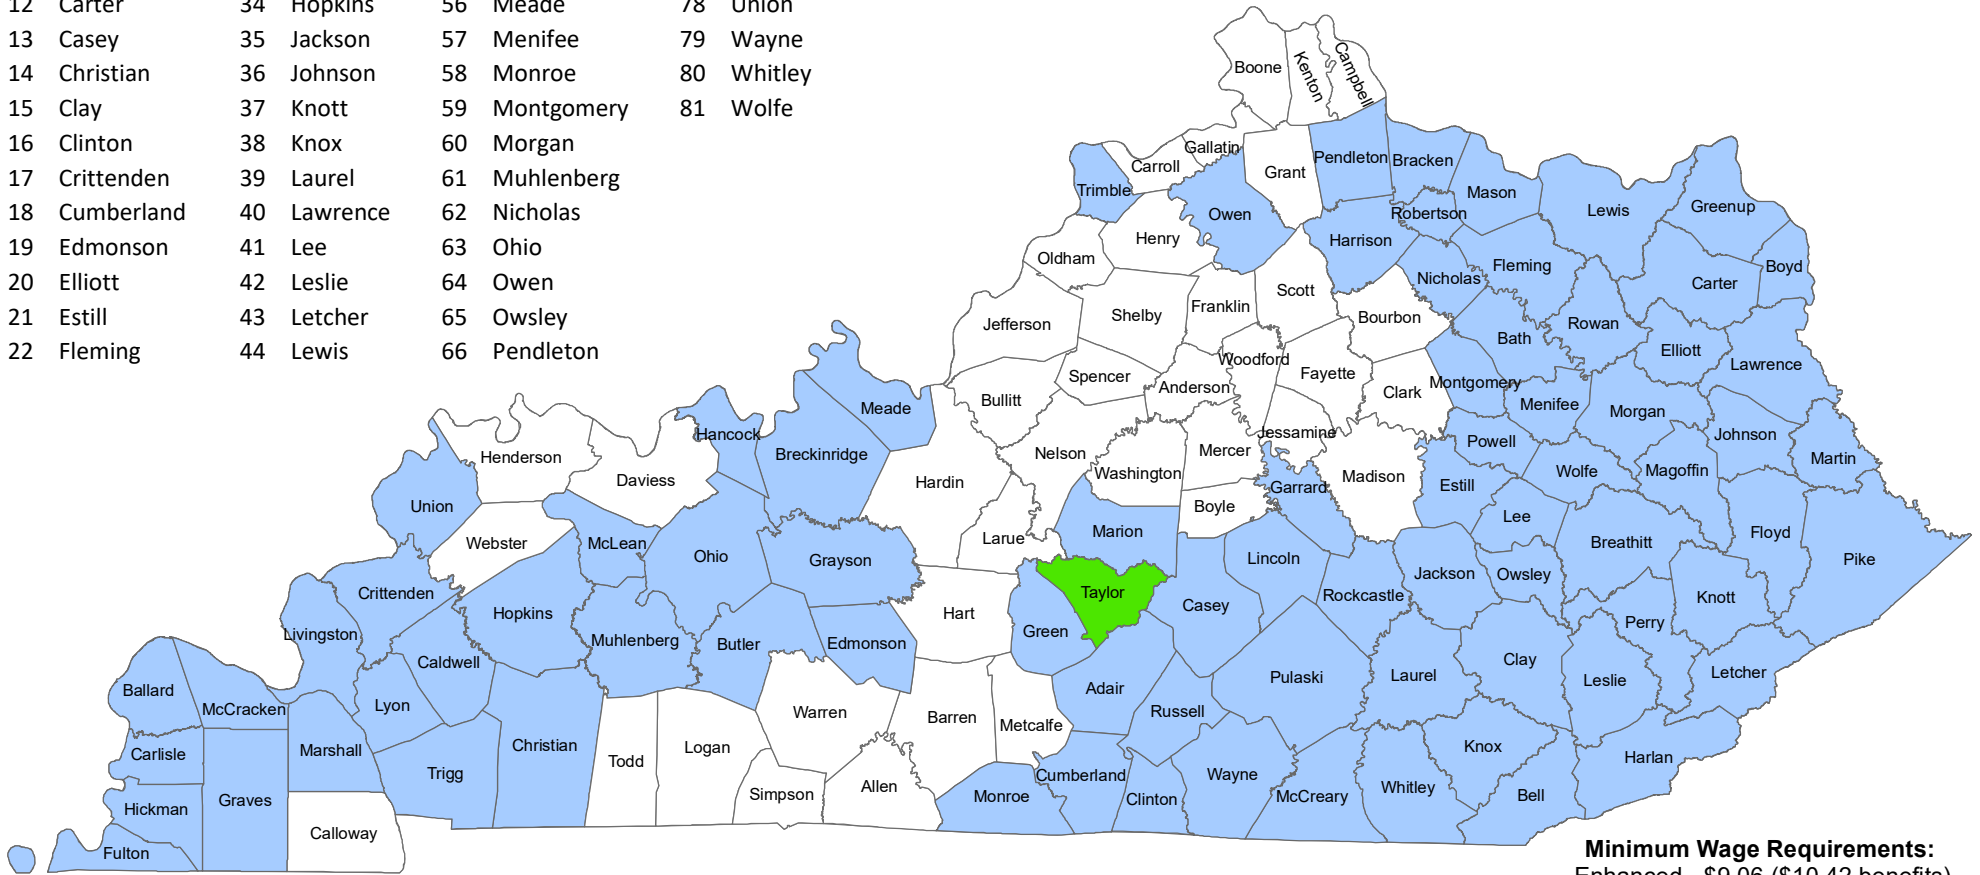 12 Carter 34 Hopkins 56 Meade 78 Union
13 Casey 35 Jackson 57 Menifee 79 Wayne
14 Christian 36 Johnson 58 Monroe 80 Whitley
15 Clay 37 Knott 59 Montgomery 81 Wolfe
16 Clinton 38 Knox 60 Morgan
17 Crittenden 39 Laurel 61 Muhlenberg
18 Cumberland 40 Lawrence 62 Nicholas
19 Edmonson 41 Lee 63 Ohio
20 Elliott 42 Leslie 64 Owen
21 Estill 43 Letcher 65 Owsley
22 Fleming 44 Lewis 66 Pendleton
Boone
Kenton
Campbell
Gallatin
Carroll
Grant
Pendleton
Bracken
Trimble
Owen
Robertson
Mason
Lewis
Greenup
Henry
Harrison
Oldham
Nicholas
Fleming
Carter
Boyd
Scott
Franklin
Shelby
Jefferson
Bourbon
Rowan
Bath
Elliott
Lawrence
Woodford
Fayette
Spencer
Anderson
Clark
Montgomery
Menifee
Morgan
Bullitt
Meade
Hancock
Breckinridge
Jessamine
Powell
Johnson
Henderson
Daviess
Nelson
Washington
Mercer
Madison
Wolfe
Magoffin
Martin
Hardin
Garrard
Estill
Union
Boyle
Lee
Marion
Larue
Webster
McLean
Ohio
Grayson
Lincoln
Breathitt
Floyd
Pike
Jackson
Owsley
Crittenden
Hopkins
Taylor
Casey
Rockcastle
Knott
Hart
Green
Perry
Livingston
Muhlenberg
Butler
Edmonson
Caldwell
Clay
Letcher
Leslie
Laurel
Pulaski
Adair
Ballard
McCracken
Lyon
Warren
Barren
Metcalfe
Russell
Carlisle
Marshall
Christian
Logan
Todd
Knox
Harlan
Trigg
Cumberland
Wayne
Hickman
Graves
Simpson
Allen
Monroe
Clinton
McCreary
Whitley
Bell
Calloway
Fulton
Minimum Wage Requirements:
Enhanced - $9.06 ($10.42 benefits)